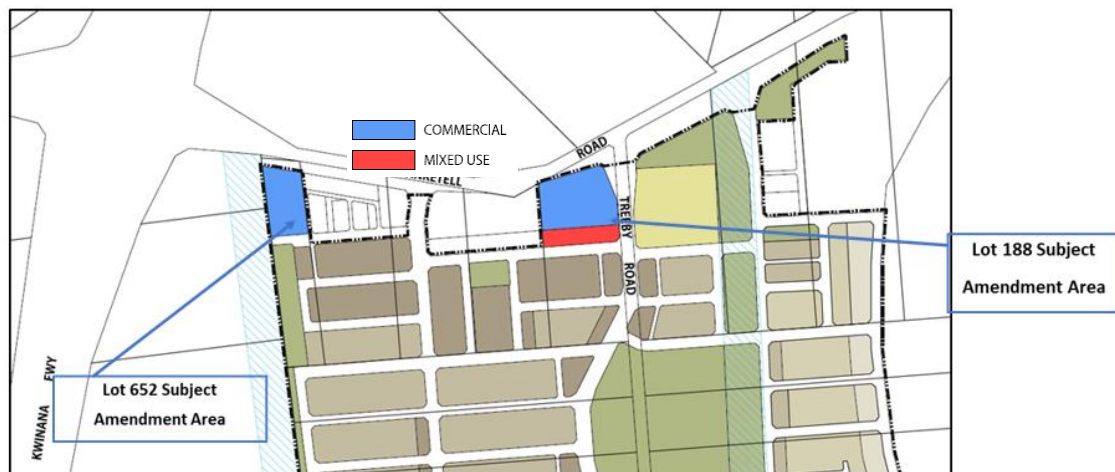 COMMERCIAL
MIXED USE
ROAD
TREEBY
ROAD
Lot 188 Subject
Amendment Area
Lot 652 Subject
Amendment Area
KWINANA FWY